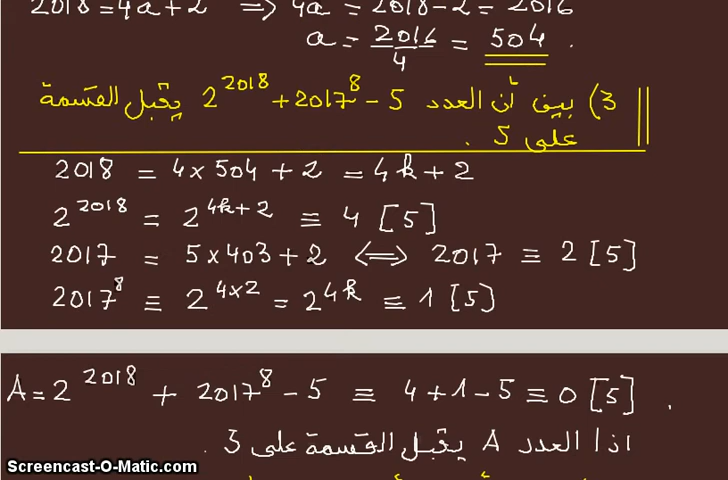 2018 = 4a + 2 ⟹ 4a = 2018 - 2 = 2016
a = 2016/4 = 504 .
3) بين أن العدد 2^2018 + 2017^8 - 5 يقبل القسمة
على 5 .
2018 = 4 × 504 + 2 = 4k + 2
2^2018 = 2^(4k+2) ≡ 4 [5]
2017 = 5 × 403 + 2 ⟺ 2017 ≡ 2 [5]
2017^8 ≡ 2^(4×2) = 2^(4k) ≡ 1 [5]
A = 2^2018 + 2017^8 - 5 ≡ 4 + 1 - 5 ≡ 0 [5] .
اذا العدد A يقبل القسمة على 5 .
Screencast-O-Matic.com